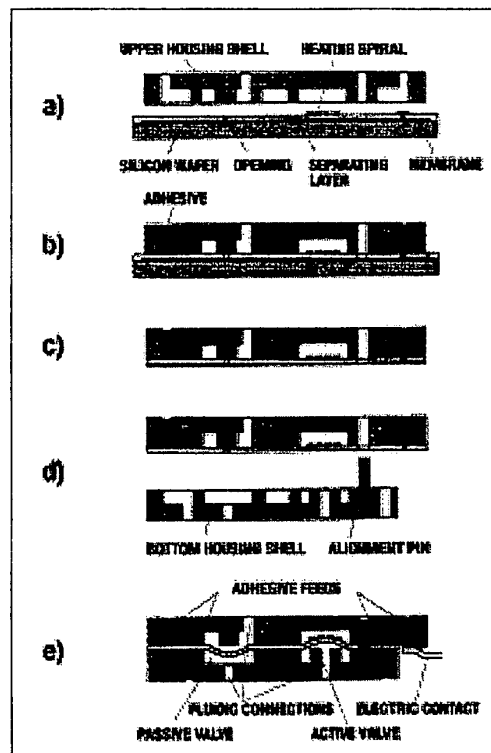 UPPER HOUSING SHELL HEATING SPIRAL
a)
SILICON WAFER OPENING SEPARATING LAYER MEMBRANE
ADHESIVE
b)
c)
d)
BOTTOM HOUSING SHELL ALIGNMENT PIN
ADHESIVE FEEDS
e)
FLUIDIC CONNECTIONS ELECTRIC CONTACT
PASSIVE VALVE ACTIVE VALVE